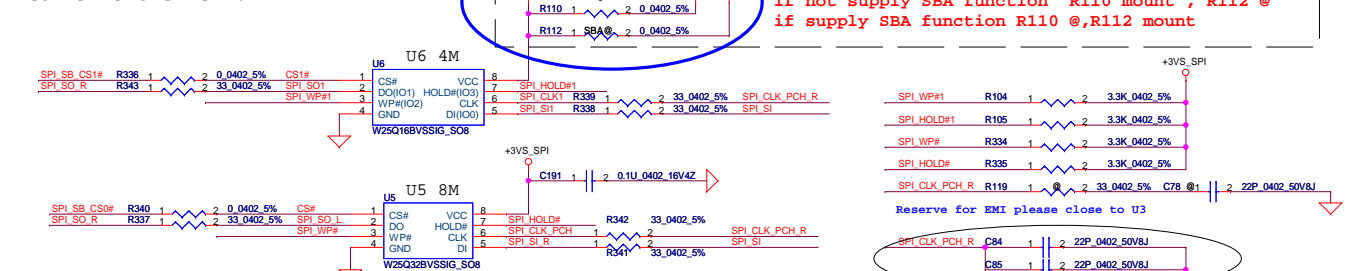 if not supply SBA function "R110 mount", R112 @
R110 1 2 0_0402_5%
R112 1 SBA@ 2 0_0402_5%
if supply SBA function R110 @,R112 mount
U6 4M
U6
SPI_SB_CS1# R336 1 2 0_0402_5% CS1# 1 CS# VCC 8
SPI_SO_R R343 1 2 33_0402_5% SPI_SO1 2 DO(IO1) HOLD#(IO3) 7 SPI_HOLD#1
SPI_WP#1 3 WP#(IO2) CLK 6 SPI_CLK1 R339 1 2 33_0402_5% SPI_CLK_PCH_R
4 GND DI(IO0) 5 SPI_SI1 R338 1 2 33_0402_5% SPI_SI
W25Q16BVSSIG_SO8
+3VS_SPI
C191 1 2 0.1U_0402_16V4Z
U5 8M
U5
SPI_SB_CS0# R340 1 2 0_0402_5% CS# 1 CS# VCC 8
SPI_SO_R R337 1 2 33_0402_5% SPI_SO_L 2 DO HOLD# 7 SPI_HOLD# R342 33_0402_5%
SPI_WP# 3 WP# CLK 6 SPI_CLK_PCH 1 2 SPI_CLK_PCH_R
4 GND DI 5 SPI_SI_R 1 2 SPI_SI
R341 33_0402_5%
W25Q32BVSSIG_SO8
+3VS_SPI
SPI_WP#1 R104 1 2 3.3K_0402_5%
SPI_HOLD#1 R105 1 2 3.3K_0402_5%
SPI_WP# R334 1 2 3.3K_0402_5%
SPI_HOLD# R335 1 2 3.3K_0402_5%
SPI_CLK_PCH_R R119 1 @ 2 33_0402_5% C78 @1 2 22P_0402_50V8J
Reserve for EMI please close to U3
SPI_CLK_PCH_R C84 1 2 22P_0402_50V8J
C85 1 2 22P_0402_50V8J